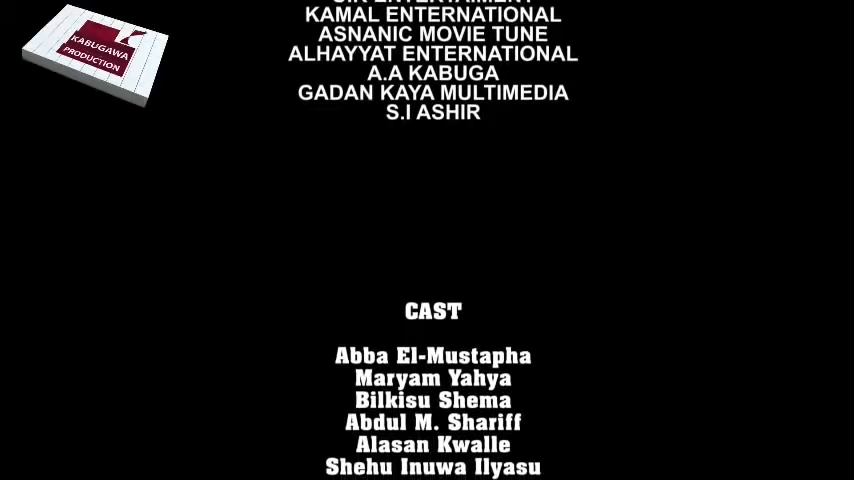 KABUGAWA
PRODUCTION
KAMAL ENTERNATIONAL
ASNANIC MOVIE TUNE
ALHAYYAT ENTERNATIONAL
A.A KABUGA
GADAN KAYA MULTIMEDIA
S.I ASHIR
CAST
Abba El-Mustapha
Maryam Yahya
Bilkisu Shema
Abdul M. Shariff
Alasan Kwalle
Shehu Inuwa Ilyasu